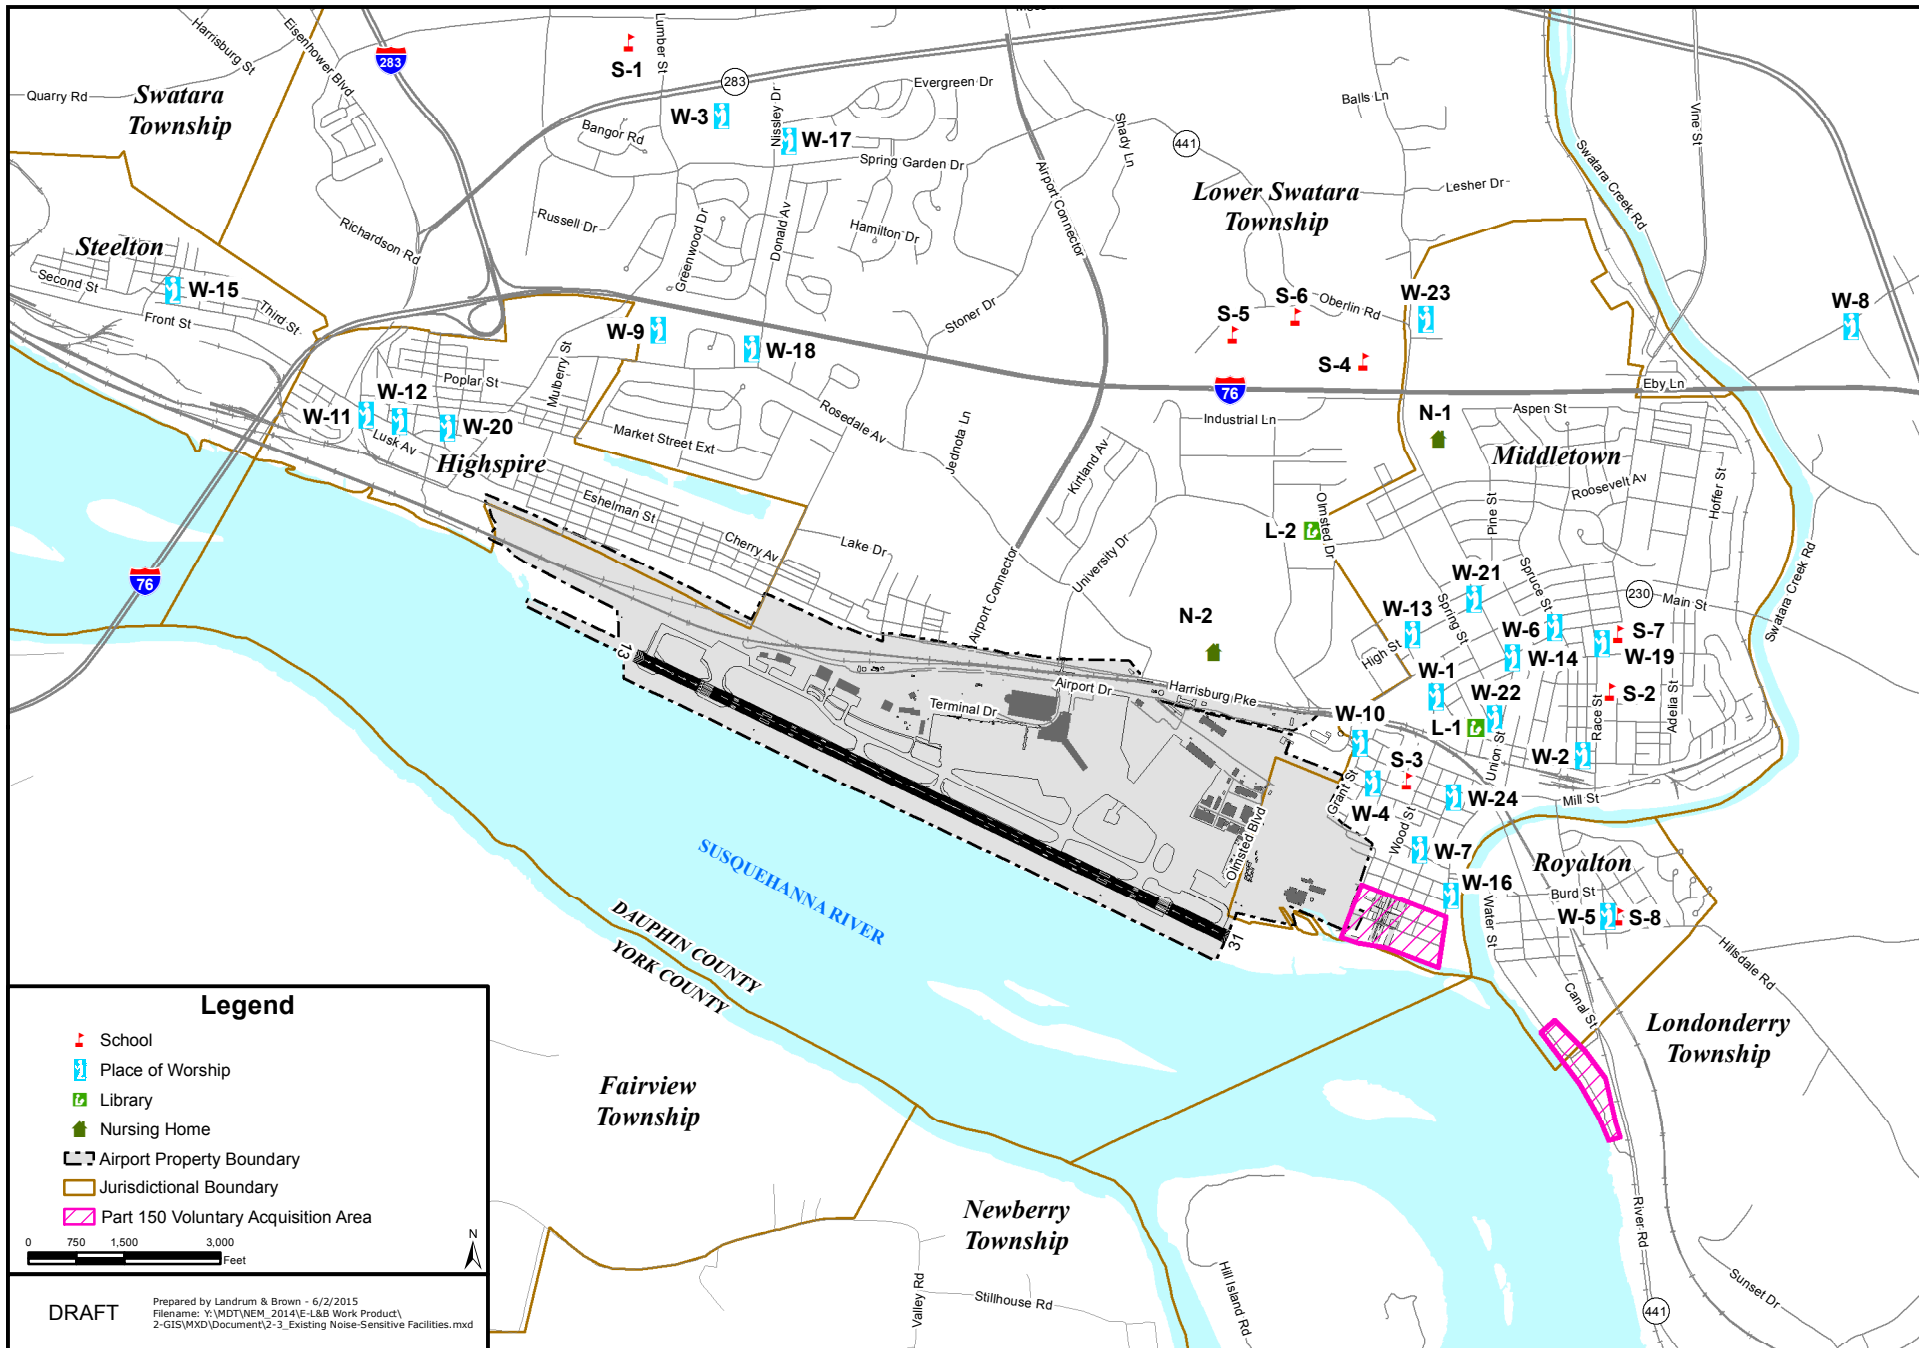 Moss
Harrisburg St
Eisenhower Blvd
283
Lumber St
S-1
283
Nissley Dr
Evergreen Dr
Balls Ln
Vine St
Quarry Rd
Swatara
Township
W-3
Bangor Rd
W-17
Spring Garden Dr
Shady Ln
441
Swatara Creek Rd
Airport Connector
Lower Swatara
Township
Lesher Dr
Richardson Rd
Russell Dr
Greenwood Dr
Donald Av
Hamilton Dr
Steelton
Second St
W-15
Third St
Front St
Stoner Dr
S-6
Oberlin Rd
W-23
W-8
S-5
W-9
W-18
S-4
Mulberry St
Poplar St
76
Eby Ln
W-12
W-11
W-20
Lusk Av
Rosedale Av
Market Street Ext
Industrial Ln
N-1
Aspen St
Highspire
Jednota Ln
Kirtland Av
Middletown
Roosevelt Av
Hoffer St
Eshelman St
Olmsted Dr
Pine St
L-2
Cherry Av
Lake Dr
University Dr
Airport Connector
76
Swatara Creek Rd
W-21
Spruce St
230
Main St
N-2
W-13
Spring St
W-6
S-7
High St
W-14
W-19
13
Airport Dr
Harrisburg Pke
W-1
W-22
S-2
Terminal Dr
W-10
L-1
Union St
Race St
Adelia St
S-3
W-2
Grant St
W-4
W-24
Mill St
Wood St
Olmsted Blvd
W-7
Royalton
SUSQUEHANNA RIVER
W-16
Burd St
Water St
W-5
S-8
31
DAUPHIN COUNTY
YORK COUNTY
Hillsdale Rd
Canal St
Londonderry
Township
Fairview
Township
Newberry
Township
River Rd
Hill Island Rd
Valley Rd
Stillhouse Rd
Sunset Dr
441
Legend
School
Place of Worship
Library
Nursing Home
Airport Property Boundary
Jurisdictional Boundary
Part 150 Voluntary Acquisition Area
0 750 1,500 3,000
Feet
N
DRAFT
Prepared by Landrum & Brown - 6/2/2015
Filename: Y:\MDT\NEM_2014\E-L&B Work Product\
2-GIS\MXD\Document\2-3_Existing Noise-Sensitive Facilities.mxd